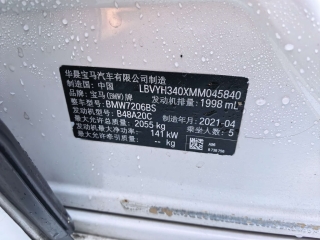 华晨宝马汽车有限公司制造
制造国：中国 LBVYH340XMM045840
品牌：宝马(BMW)牌 发动机排量：1998 mL
整车型号：BMW7206BS
发动机型号：B48A20C 制造年月：2021-04
最大允许总质量：2055 kg 乘坐人数：5
发动机最大净功率：141 kW